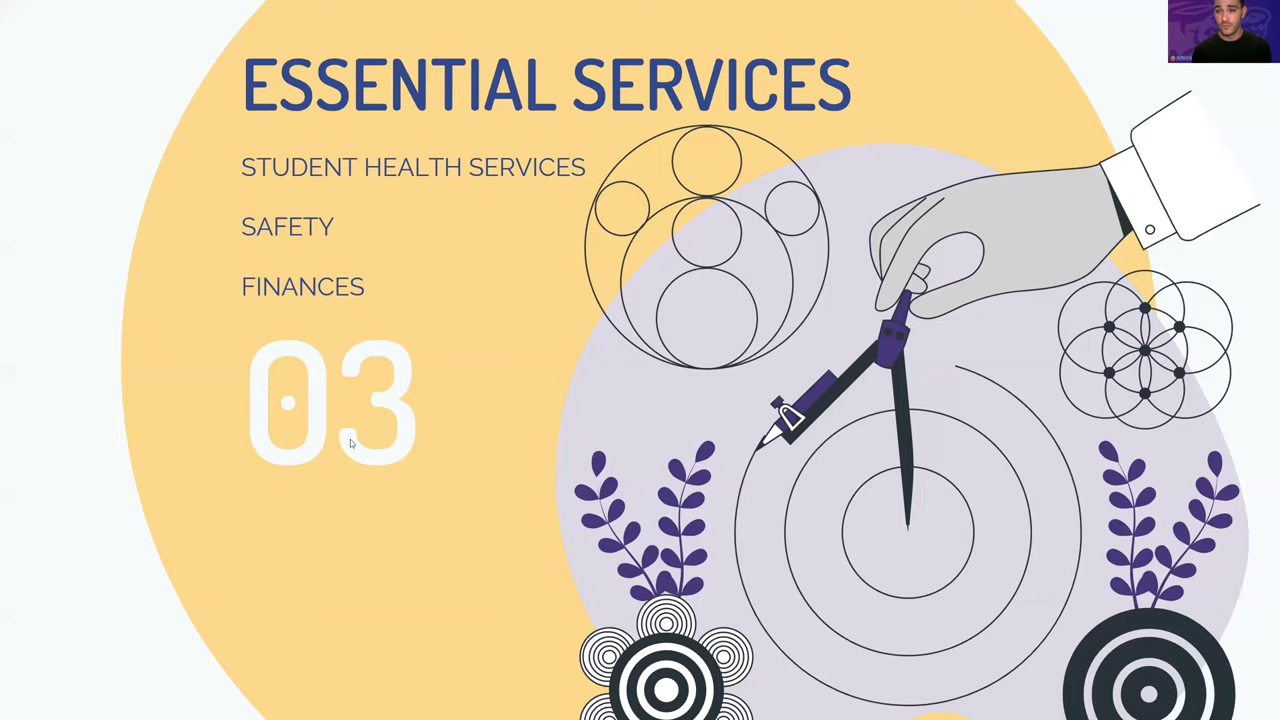 ESSENTIAL SERVICES
STUDENT HEALTH SERVICES
SAFETY
FINANCES
03